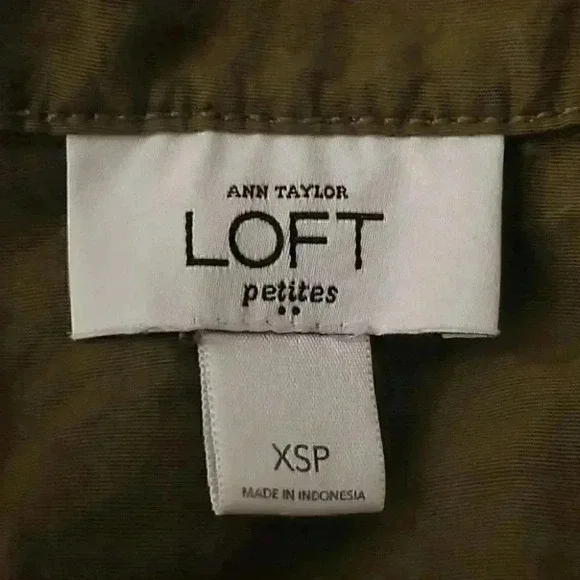 ANN TAYLOR
LOFT
petites
XSP
MADE IN INDONESIA